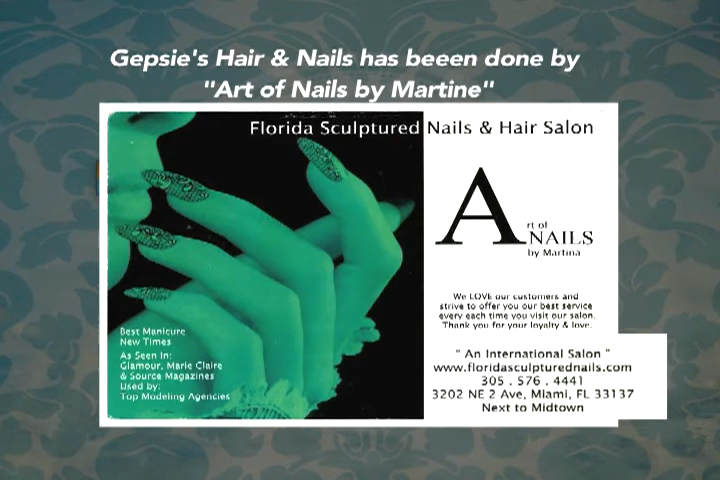 Gepsie's Hair & Nails has beeen done by
"Art of Nails by Martine"
Florida Sculptured Nails & Hair Salon
Art of
NAILS
by Martina
We LOVE our customers and
strive to offer you our best service
every each time you visit our salon.
Thank you for your loyalty & love.
Best Manicure
New Times
As Seen In:
Glamour, Marie Claire
& Source Magazines
Used by:
Top Modeling Agencies
" An International Salon "
www.floridasculpturednails.com
305 . 576 . 4441
3202 NE 2 Ave, Miami, FL 33137
Next to Midtown